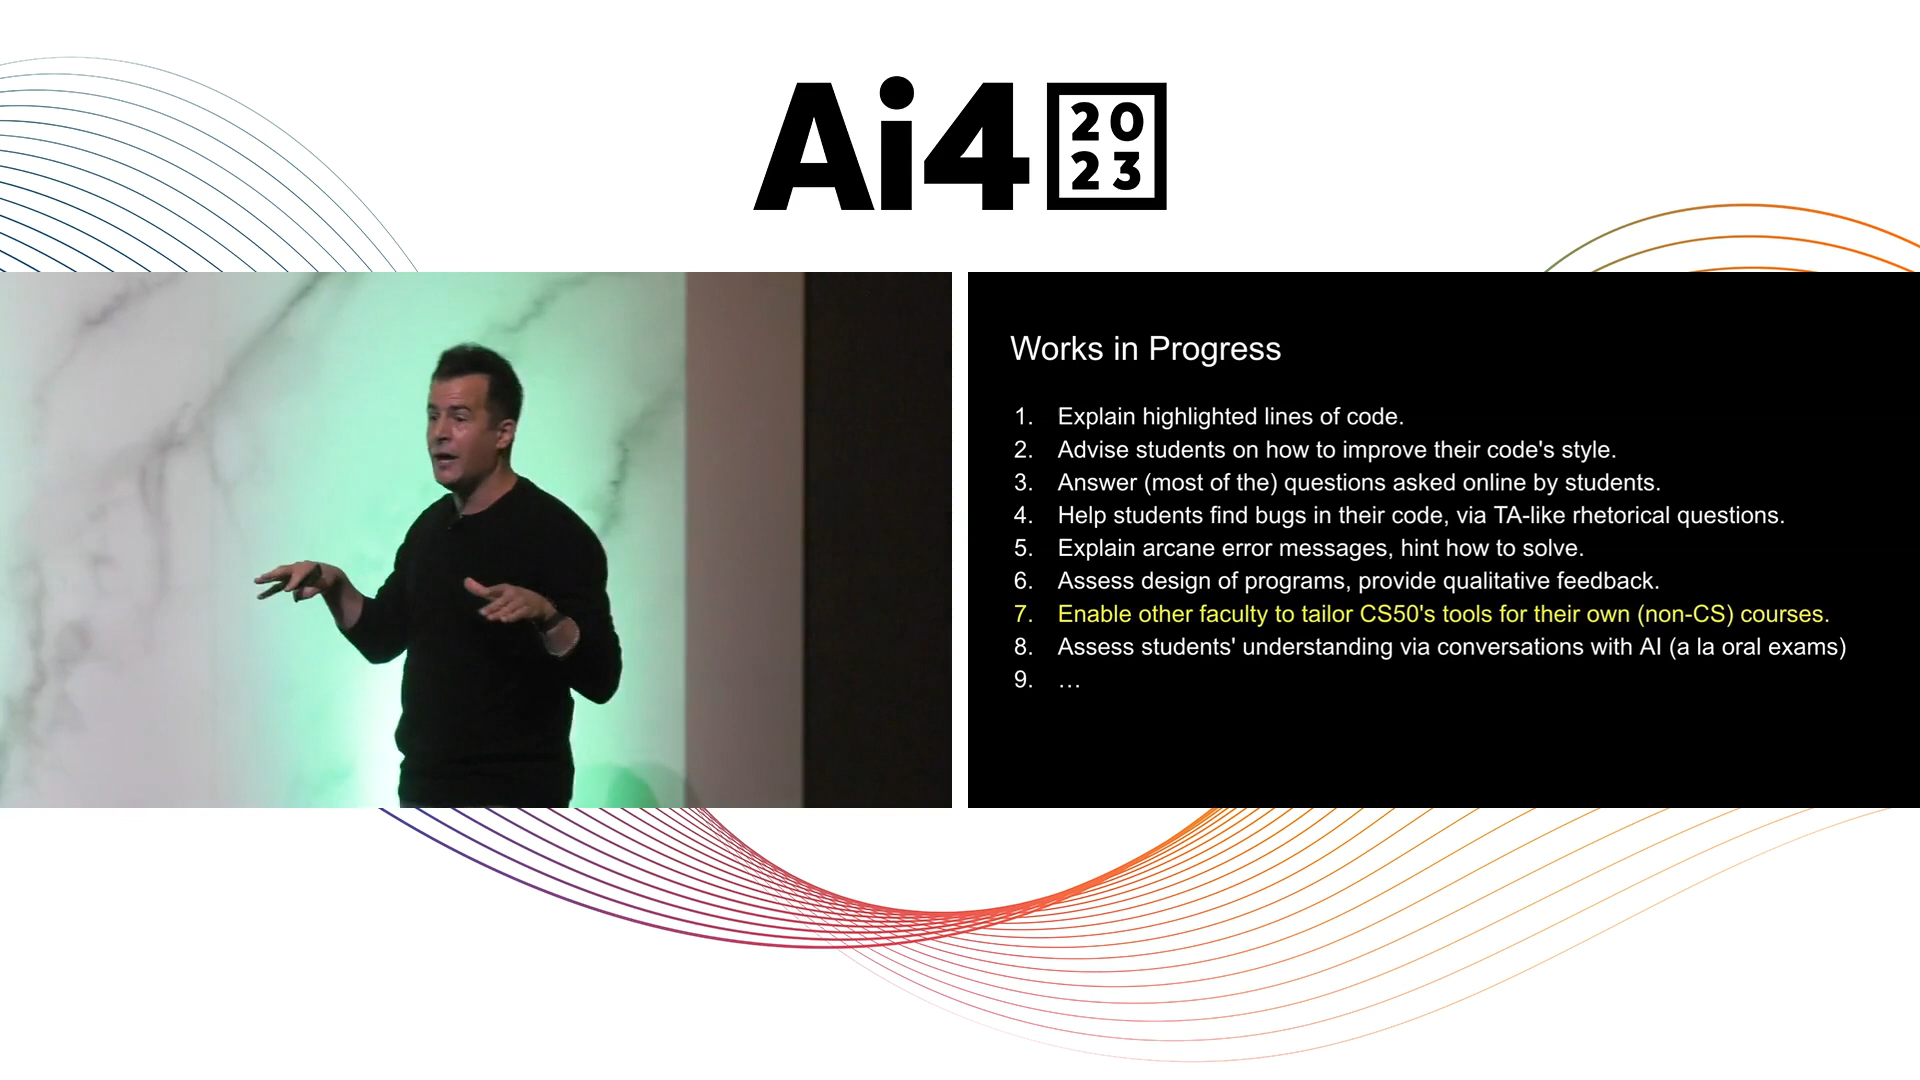 Ai4 20
23
Works in Progress
1. Explain highlighted lines of code.
2. Advise students on how to improve their code's style.
3. Answer (most of the) questions asked online by students.
4. Help students find bugs in their code, via TA-like rhetorical questions.
5. Explain arcane error messages, hint how to solve.
6. Assess design of programs, provide qualitative feedback.
7. Enable other faculty to tailor CS50's tools for their own (non-CS) courses.
8. Assess students' understanding via conversations with AI (a la oral exams)
9. …